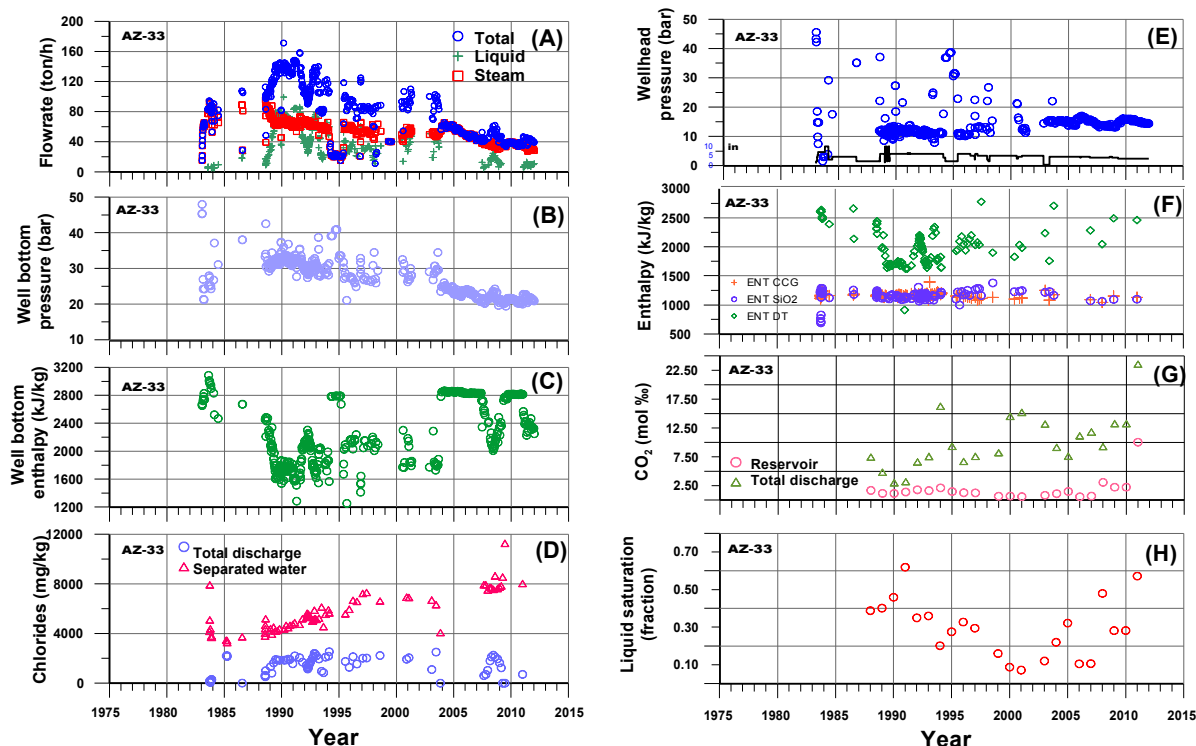 200
160
120
80
40
0
Flowrate (ton/h)
AZ-33
(A)
Total
Liquid
Steam
50
40
30
20
10
Well bottom
pressure (bar)
AZ-33
(B)
3200
2800
2400
2000
1600
1200
Well bottom
enthalpy (kJ/kg)
AZ-33
(C)
12000
8000
4000
0
Chlorides (mg/kg)
AZ-33
(D)
Total discharge
Separated water
1975 1980 1985 1990 1995 2000 2005 2010 2015
Year
50
40
30
20
10
0
Wellhead
pressure (bar)
AZ-33
(E)
10
5
0
in
3000
2500
2000
1500
1000
500
Enthalpy (kJ/kg)
AZ-33
(F)
ENT CCG
ENT SiO2
ENT DT
22.50
17.50
12.50
7.50
2.50
CO₂ (mol ‰)
AZ-33
(G)
Reservoir
Total discharge
0.70
0.50
0.30
0.10
Liquid saturation
(fraction)
AZ-33
(H)
1975 1980 1985 1990 1995 2000 2005 2010 2015
Year